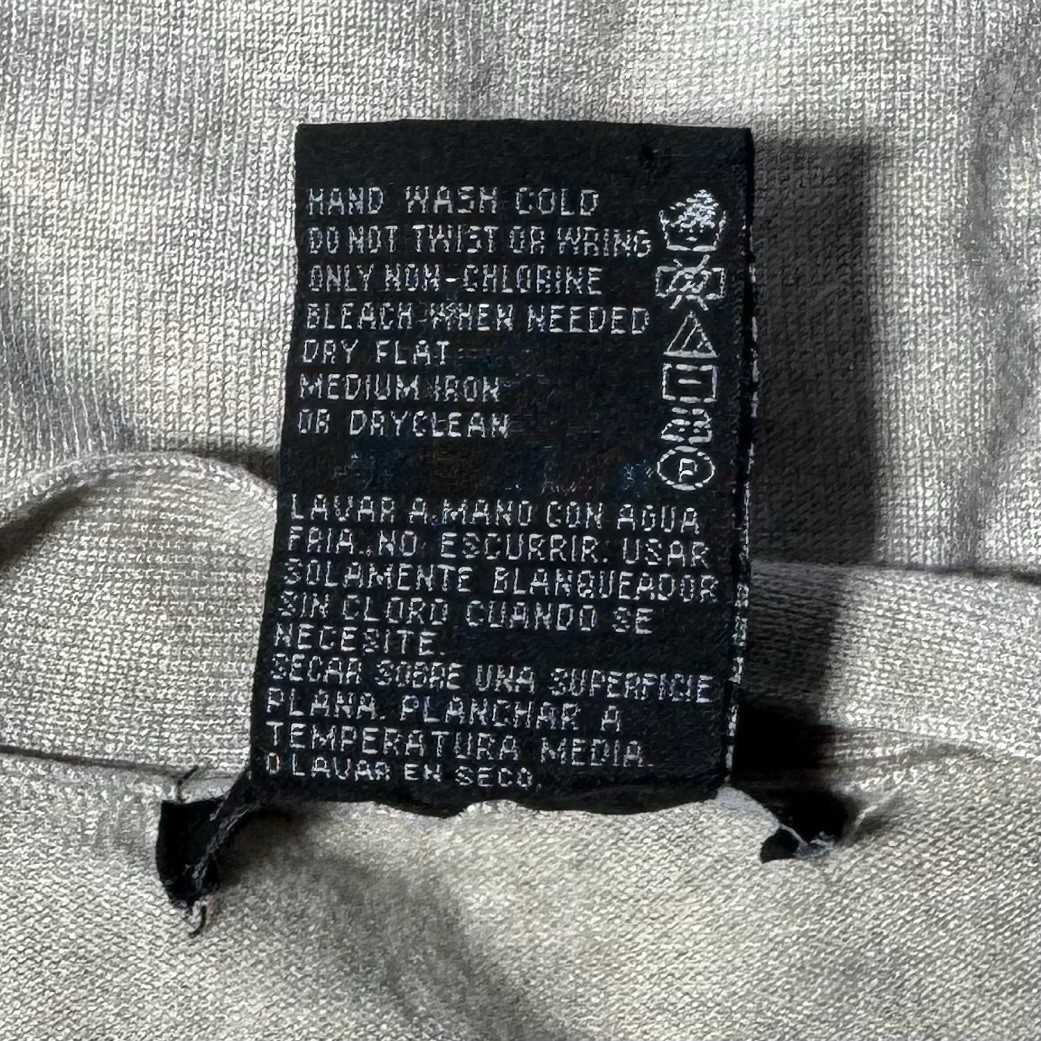 HAND WASH COLD
DO NOT TWIST OR WRING
ONLY NON-CHLORINE
BLEACH WHEN NEEDED
DRY FLAT
MEDIUM IRON
OR DRYCLEAN
P
LAVAR A MANO CON AGUA
FRIA. NO ESCURRIR. USAR
SOLAMENTE BLANQUEADOR
SIN CLORO CUANDO SE
NECESITE.
SECAR SOBRE UNA SUPERFICIE
PLANA. PLANCHAR A
TEMPERATURA MEDIA.
O LAVAR EN SECO.